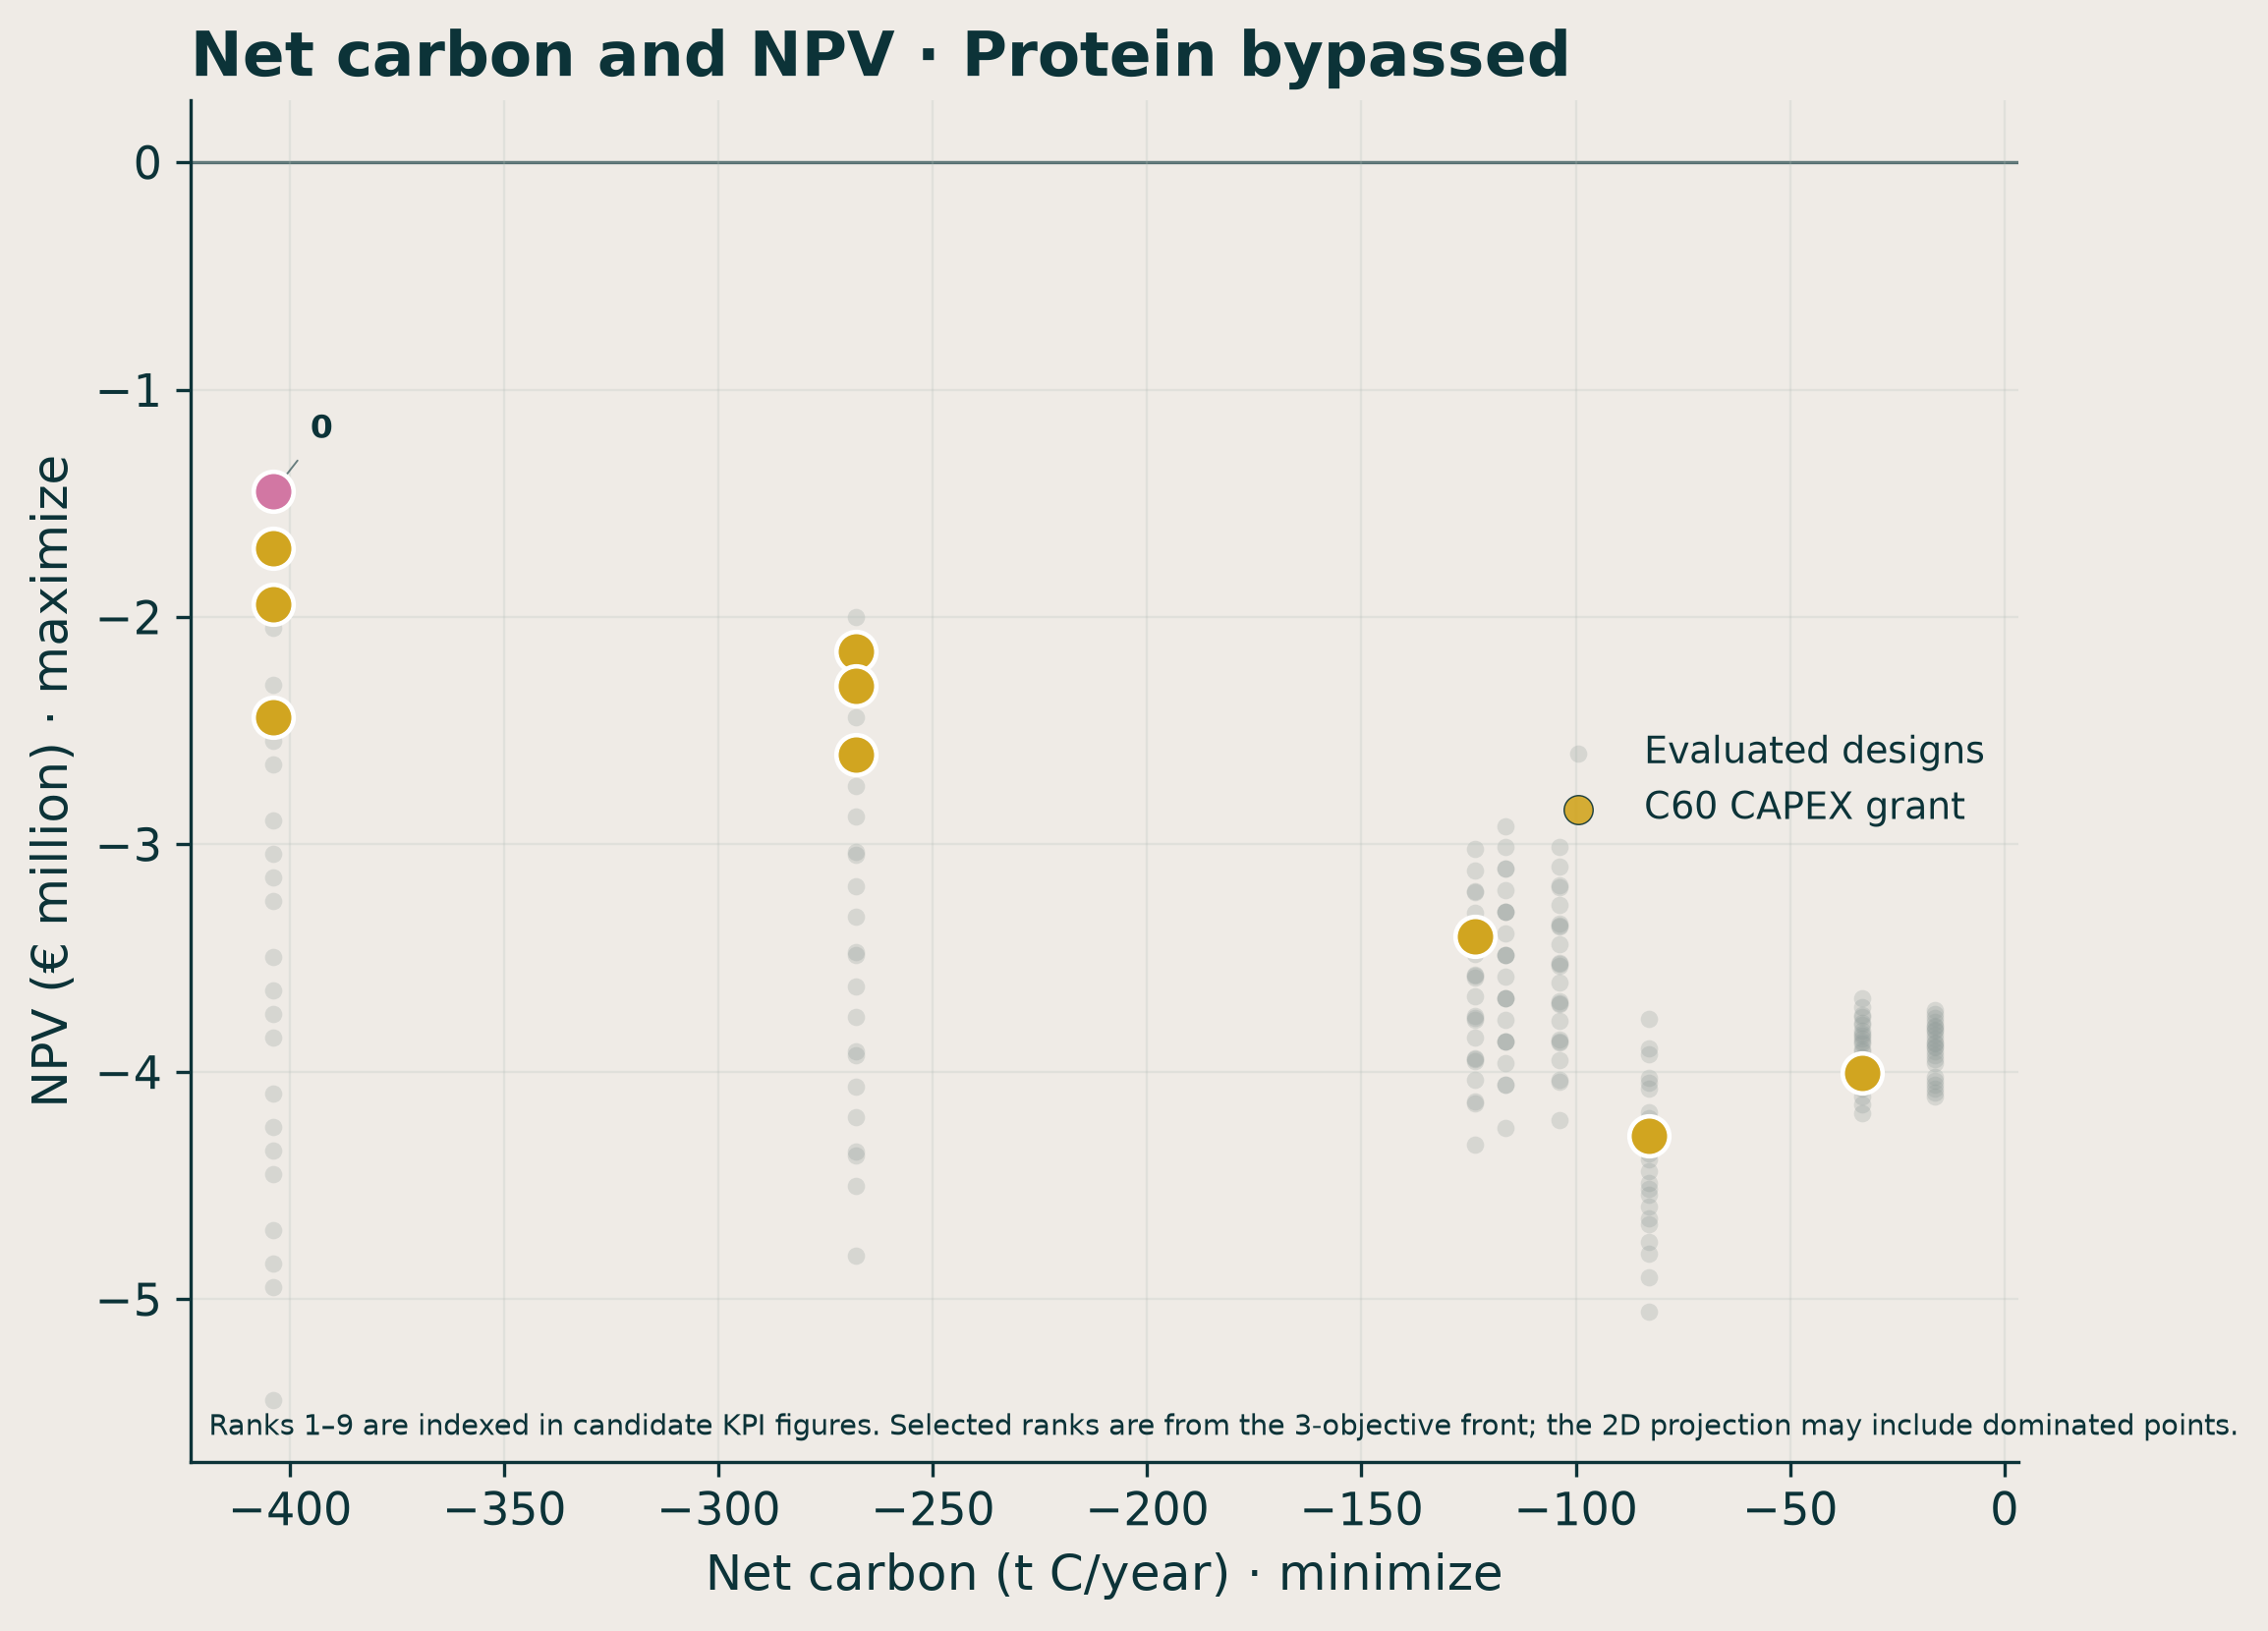 Net carbon and NPV · Protein bypassed
0
−1
−2
−3
−4
−5
NPV (€ million) · maximize
0
Evaluated designs
C60 CAPEX grant
Ranks 1–9 are indexed in candidate KPI figures. Selected ranks are from the 3-objective front; the 2D projection may include dominated points.
−400 −350 −300 −250 −200 −150 −100 −50 0
Net carbon (t C/year) · minimize